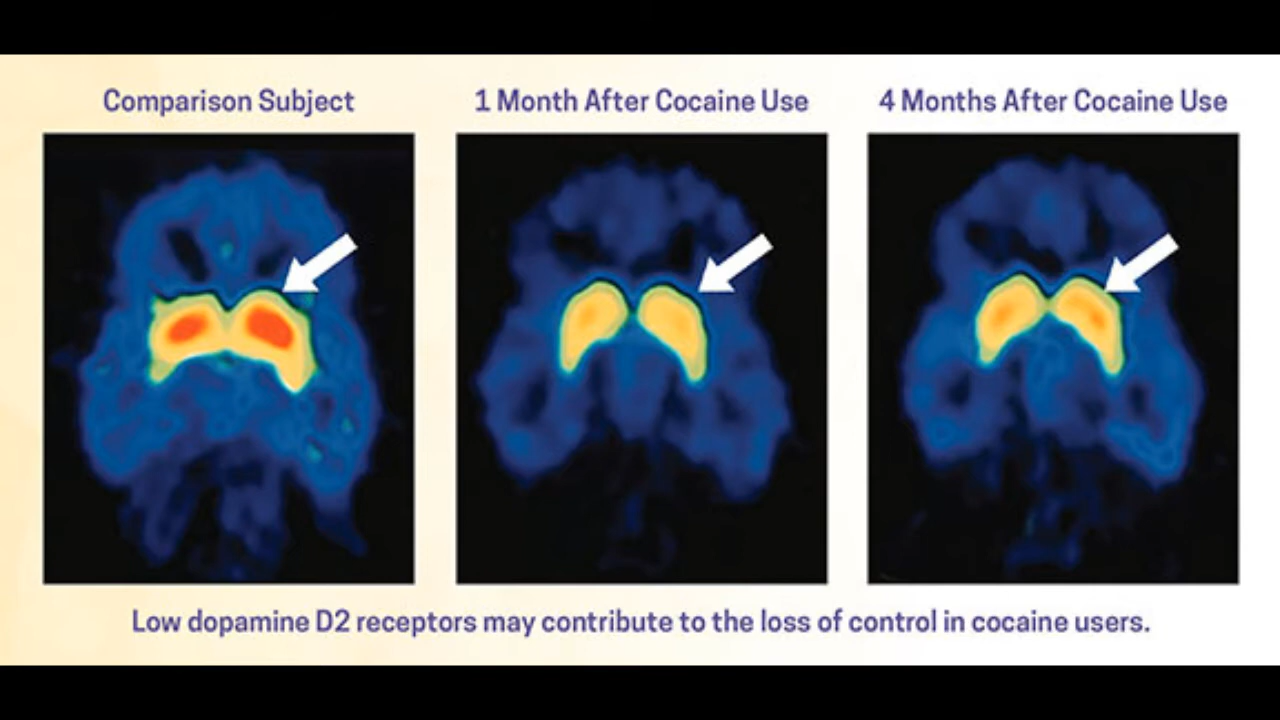 Comparison Subject
1 Month After Cocaine Use
4 Months After Cocaine Use
Low dopamine D2 receptors may contribute to the loss of control in cocaine users.